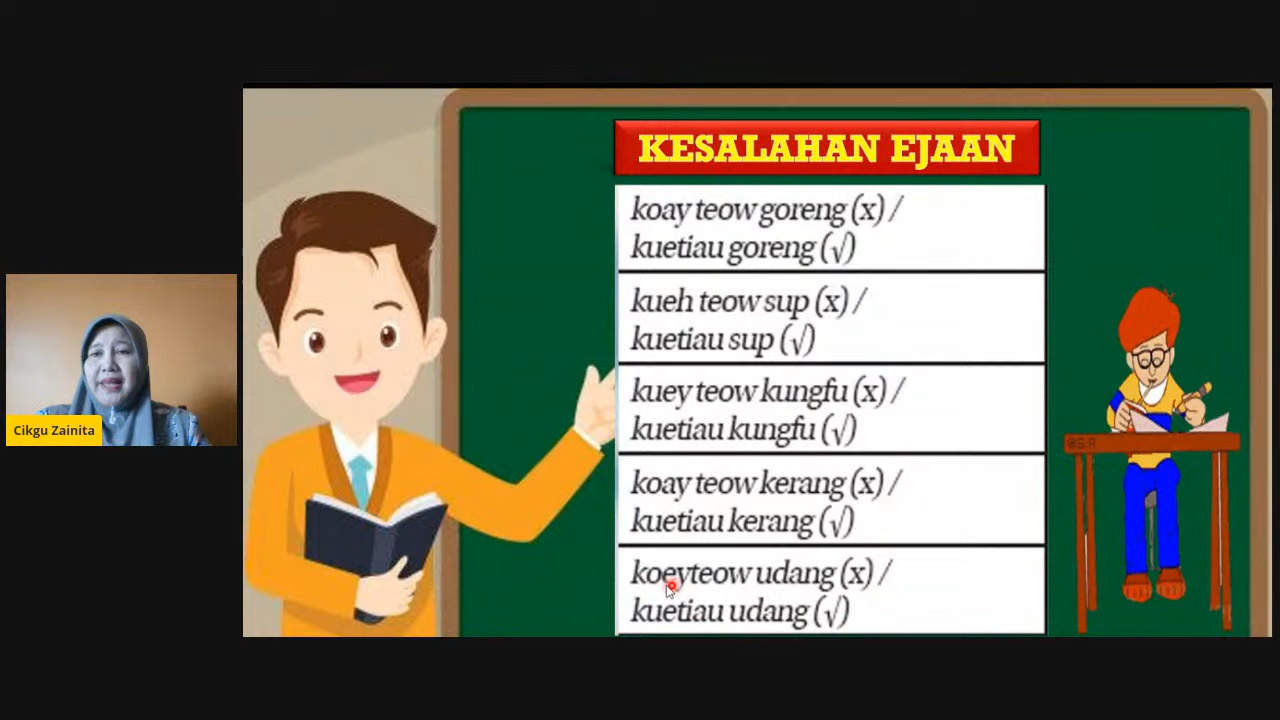 KESALAHAN EJAAN
koay teow goreng (x) /
kuetiau goreng (√)
kueh teow sup (x) /
kuetiau sup (√)
kuey teow kungfu (x) /
kuetiau kungfu (√)
koay teow kerang (x) /
kuetiau kerang (√)
koeyteow udang (x) /
kuetiau udang (√)
Cikgu Zainita